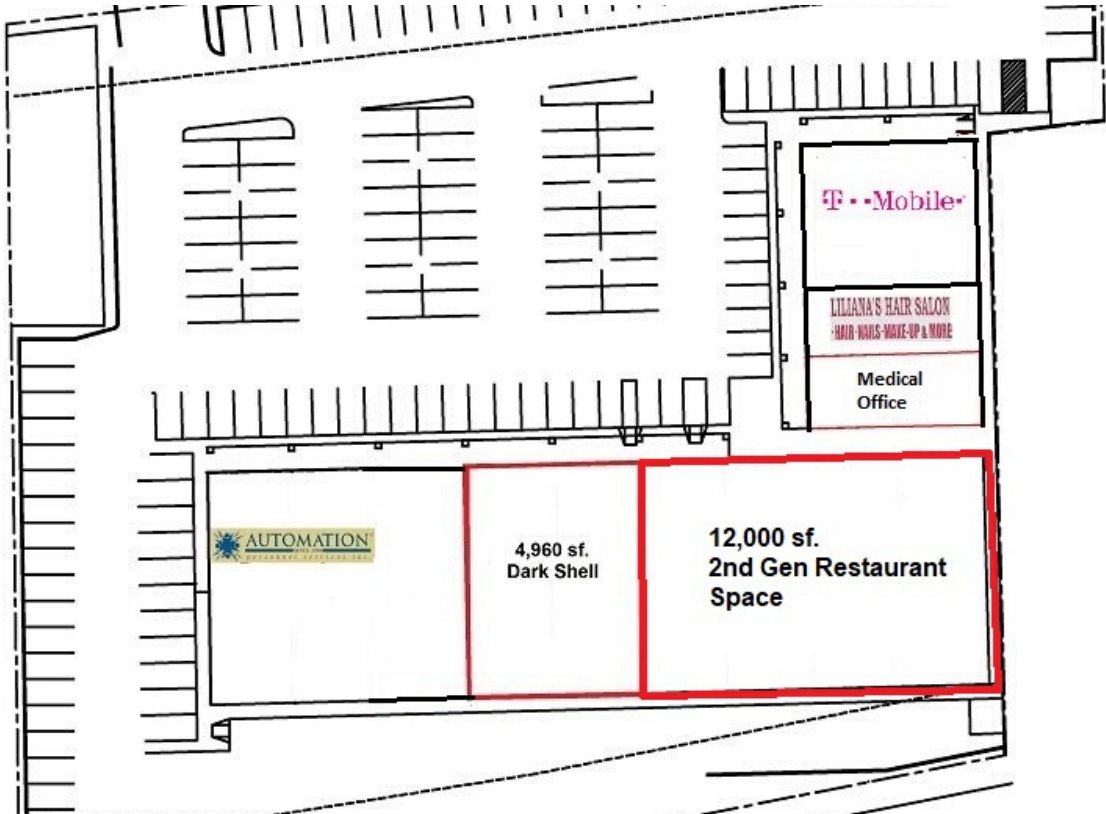 T··Mobile·
LILIANA'S HAIR SALON
·HAIR·NAILS·MAKE-UP & MORE
Medical
Office
AUTOMATION
4,960 sf.
Dark Shell
12,000 sf.
2nd Gen Restaurant
Space